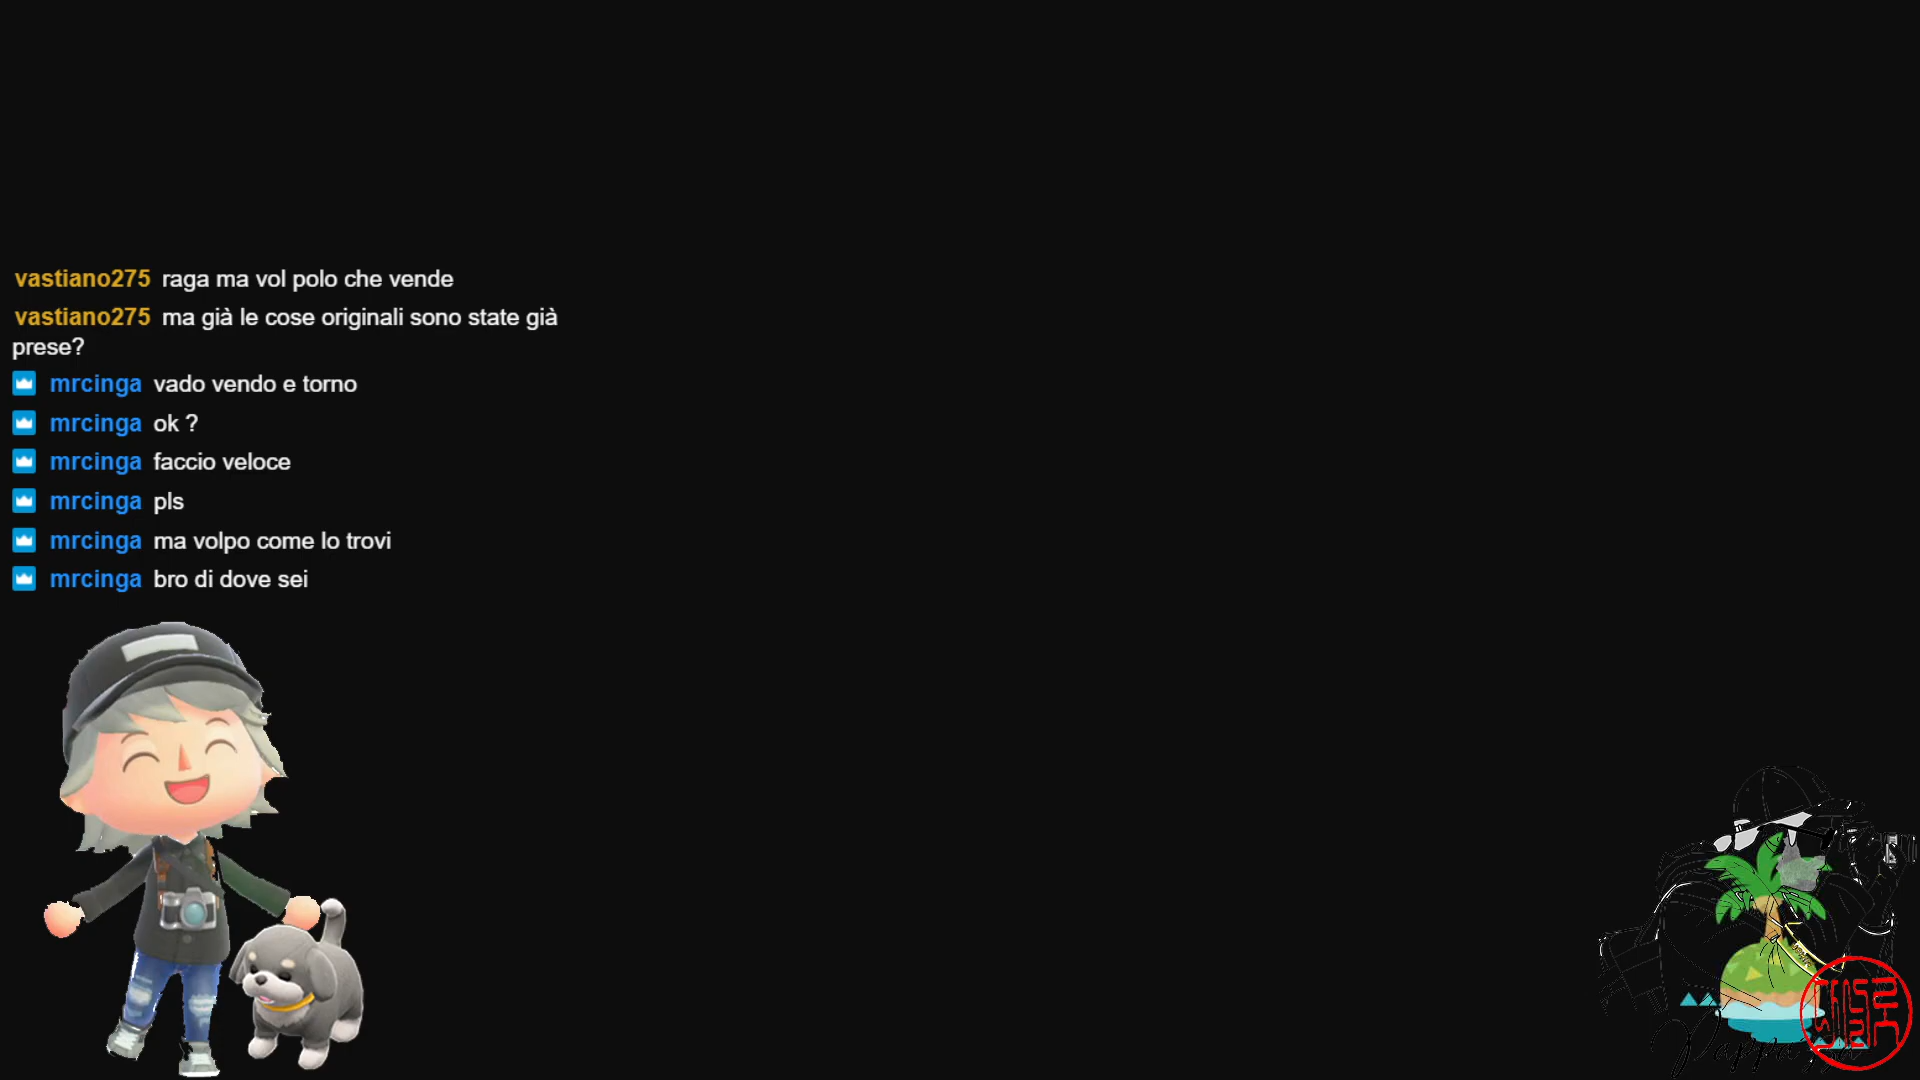 vastiano275 raga ma vol polo che vende
vastiano275 ma già le cose originali sono state già
prese?
mrcinga vado vendo e torno
mrcinga ok ?
mrcinga faccio veloce
mrcinga pls
mrcinga ma volpo come lo trovi
mrcinga bro di dove sei